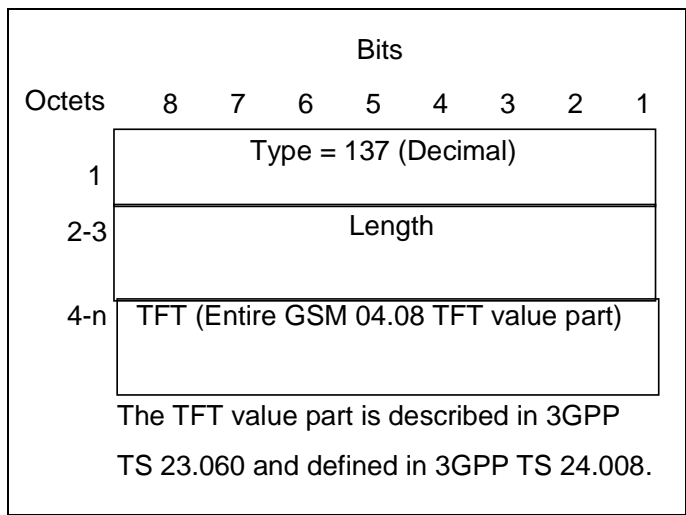 Bits
Octets 8 7 6 5 4 3 2 1
1 Type = 137 (Decimal)
2-3 Length
4-n TFT (Entire GSM 04.08 TFT value part)
The TFT value part is described in 3GPP
TS 23.060 and defined in 3GPP TS 24.008.